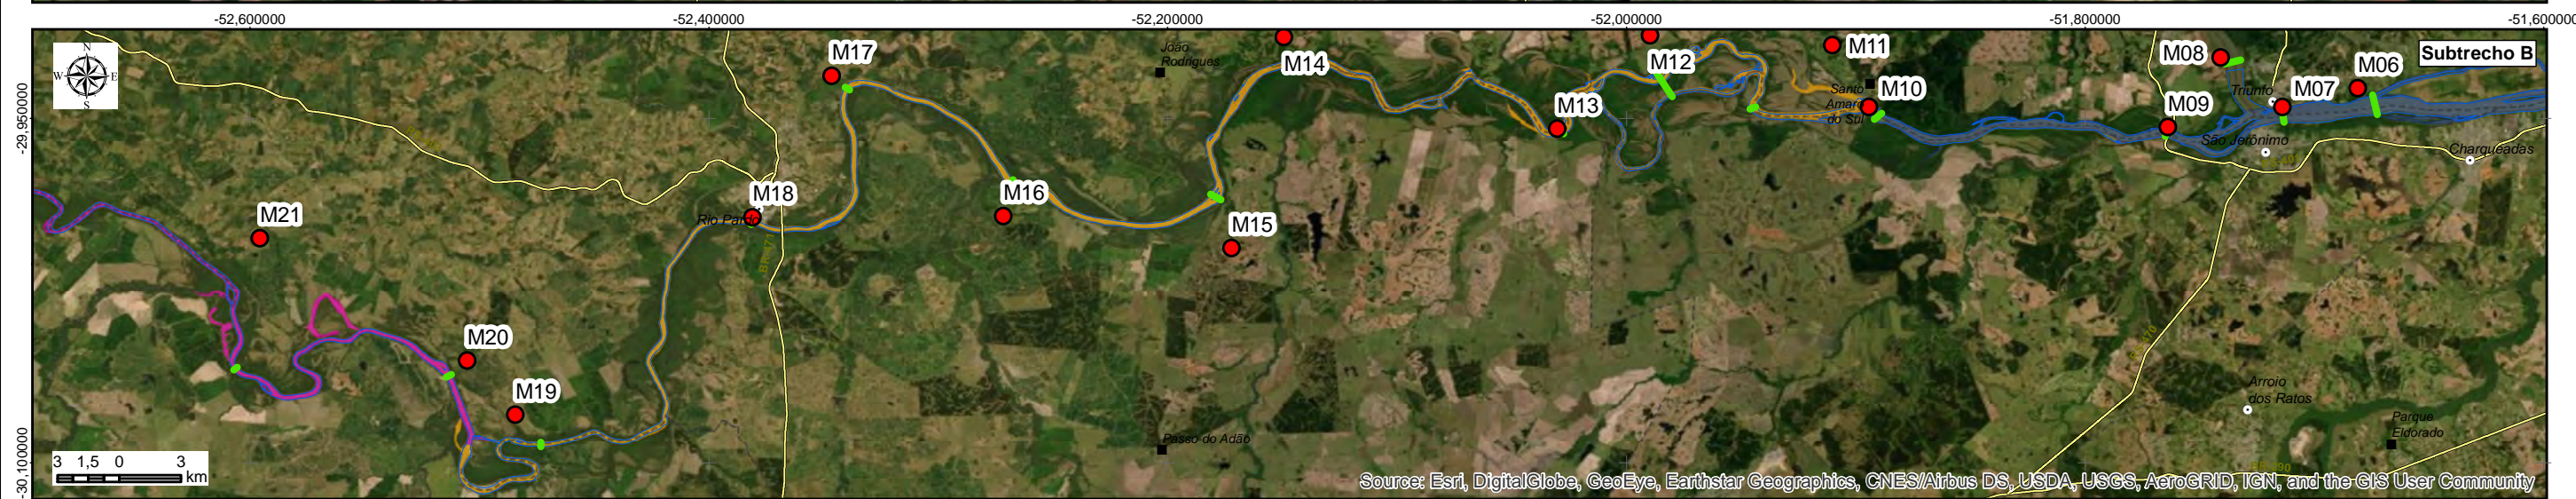 -52,600000
-52,400000
-52,200000
-52,000000
-51,800000
-51,600000
Subtrecho B
N
W
E
S
-29,950000
-30,100000
M17
João
Rodrigues
M14
M12
M11
M08
M06
M13
Santo
Amaro
do Sul
M10
M09
Triunfo
M07
São Jerônimo
Charqueadas
M18
Rio Pardo
M16
M15
M21
M20
M19
Passo do Adão
Arroio
dos Ratos
Parque
Eldorado
3 1,5 0 3
km
Source: Esri, DigitalGlobe, GeoEye, Earthstar Geographics, CNES/Airbus DS, USDA, USGS, AeroGRID, IGN, and the GIS User Community